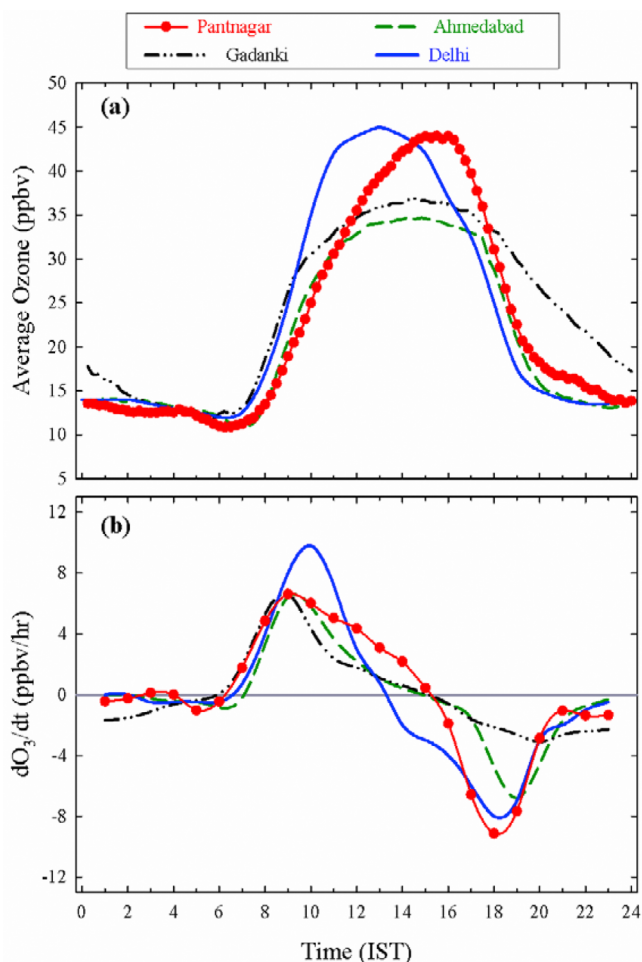 Pantnagar Ahmedabad
Gadanki Delhi
(a)
50
45
40
35
30
25
20
15
10
5
Average Ozone (ppbv)
(b)
12
8
4
0
-4
-8
-12
dO₃/dt (ppbv/hr)
0 2 4 6 8 10 12 14 16 18 20 22 24
Time (IST)